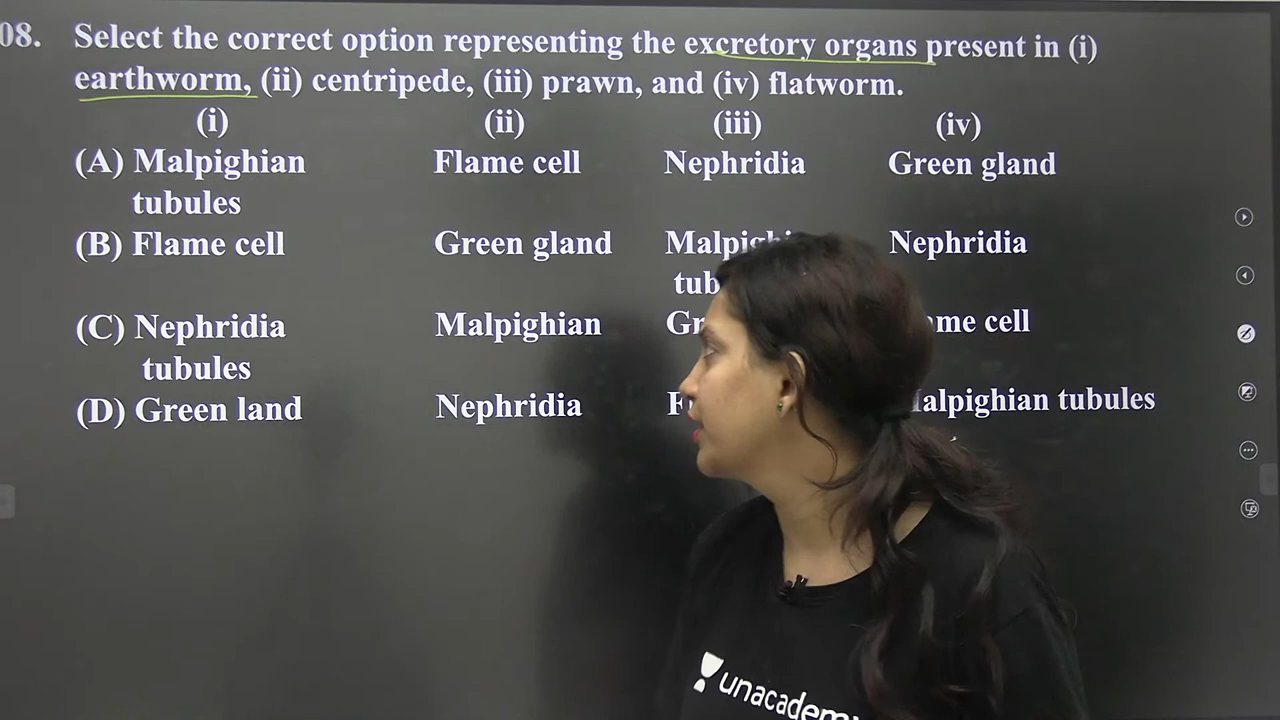 08. Select the correct option representing the excretory organs present in (i)
earthworm, (ii) centripede, (iii) prawn, and (iv) flatworm.
(i) (ii) (iii) (iv)
(A) Malpighian Flame cell Nephridia Green gland
tubules
(B) Flame cell Green gland Nephridia
(C) Nephridia Malpighian cell
tubules
(D) Green land Nephridia tubules
unacademy